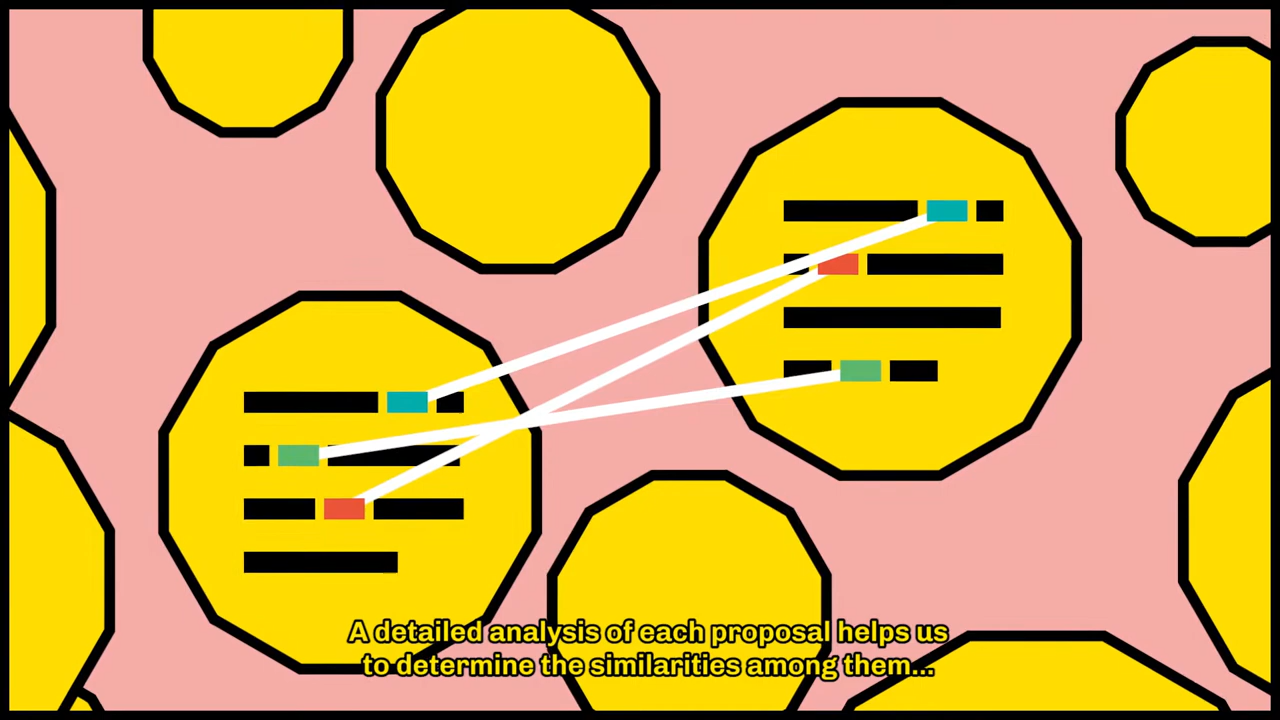 A detailed analysis of each proposal helps us
to determine the similarities among them...